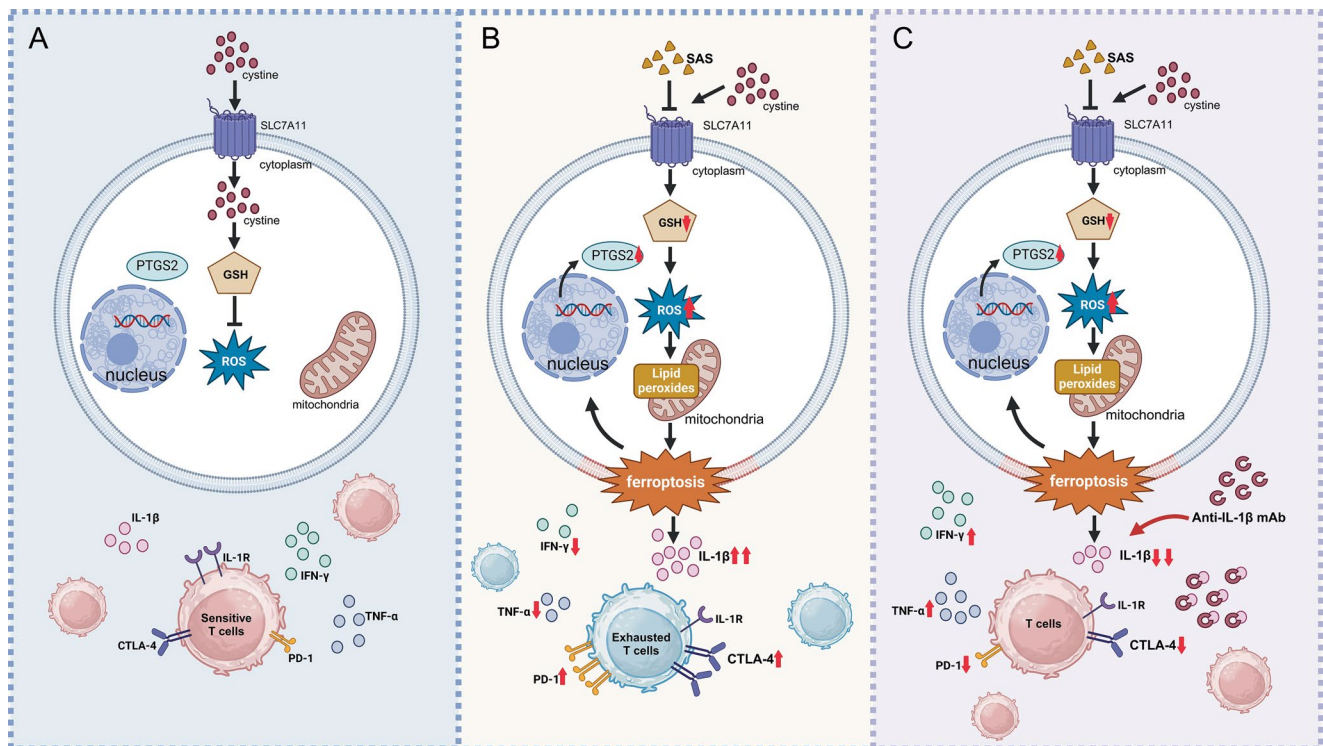 A
cystine
SLC7A11
cytoplasm
cystine
PTGS2
GSH
ROS
nucleus
mitochondria
IL-1β
IL-1R
IFN-γ
TNF-α
Sensitive
T cells
CTLA-4
PD-1
B
SAS
cystine
SLC7A11
cytoplasm
GSH
PTGS2
ROS
nucleus
Lipid
peroxides
mitochondria
ferroptosis
IFN-γ
IL-1β
TNF-α
IL-1R
Exhausted
T cells
CTLA-4
PD-1
C
SAS
cystine
SLC7A11
cytoplasm
GSH
PTGS2
ROS
nucleus
Lipid
peroxides
mitochondria
ferroptosis
Anti-IL-1β mAb
IFN-γ
IL-1β
TNF-α
IL-1R
T cells
CTLA-4
PD-1